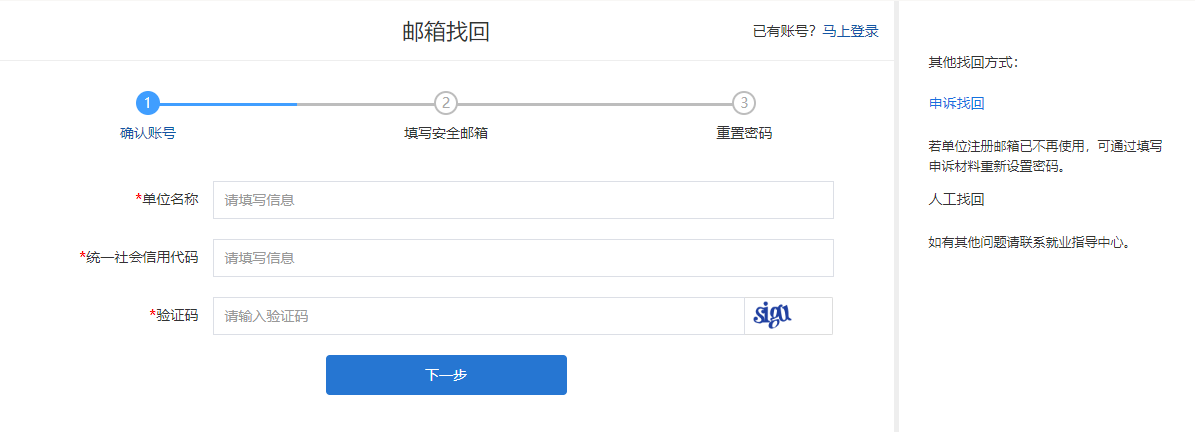 邮箱找回
已有账号？马上登录
1
2
3
确认账号
填写安全邮箱
重置密码
*单位名称
请填写信息
*统一社会信用代码
请填写信息
*验证码
请输入验证码
siga
下一步
其他找回方式：
申诉找回
若单位注册邮箱已不再使用，可通过填写
申诉材料重新设置密码。
人工找回
如有其他问题请联系就业指导中心。